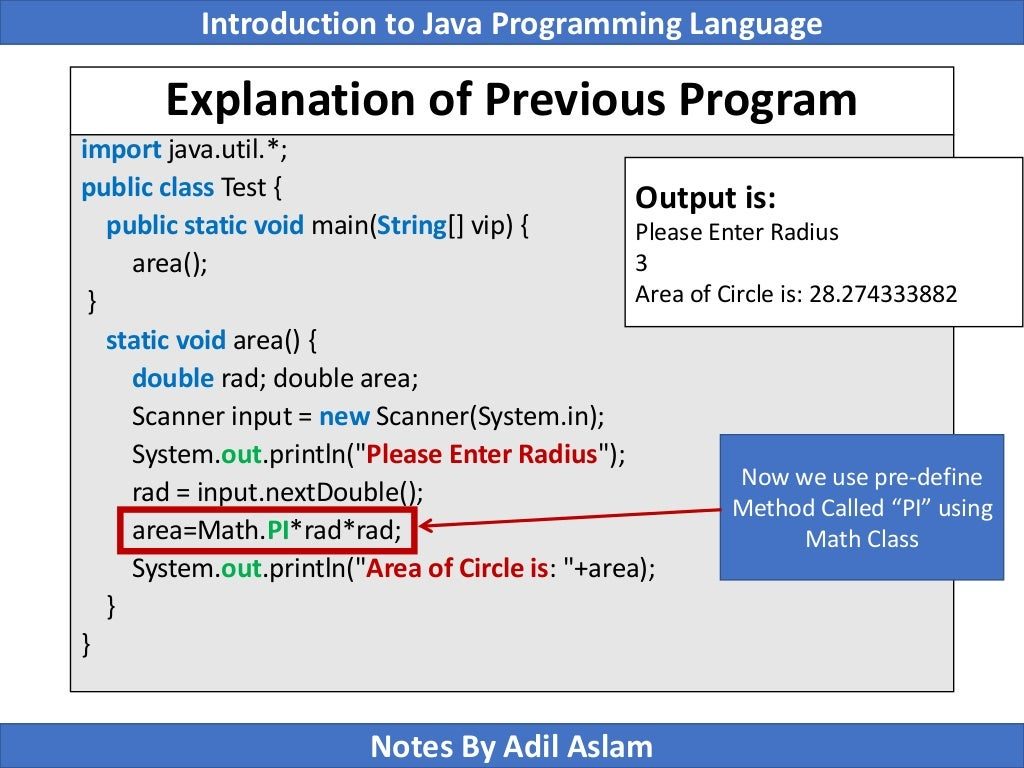 Introduction to Java Programming Language
Explanation of Previous Program
import java.util.*;
public class Test {
public static void main(String[] vip) {
area();
}
static void area() {
double rad; double area;
Scanner input = new Scanner(System.in);
System.out.println("Please Enter Radius");
rad = input.nextDouble();
area=Math.PI*rad*rad;
System.out.println("Area of Circle is: "+area);
}
}
Output is:
Please Enter Radius
3
Area of Circle is: 28.274333882
Now we use pre-define
Method Called “PI” using
Math Class
Notes By Adil Aslam